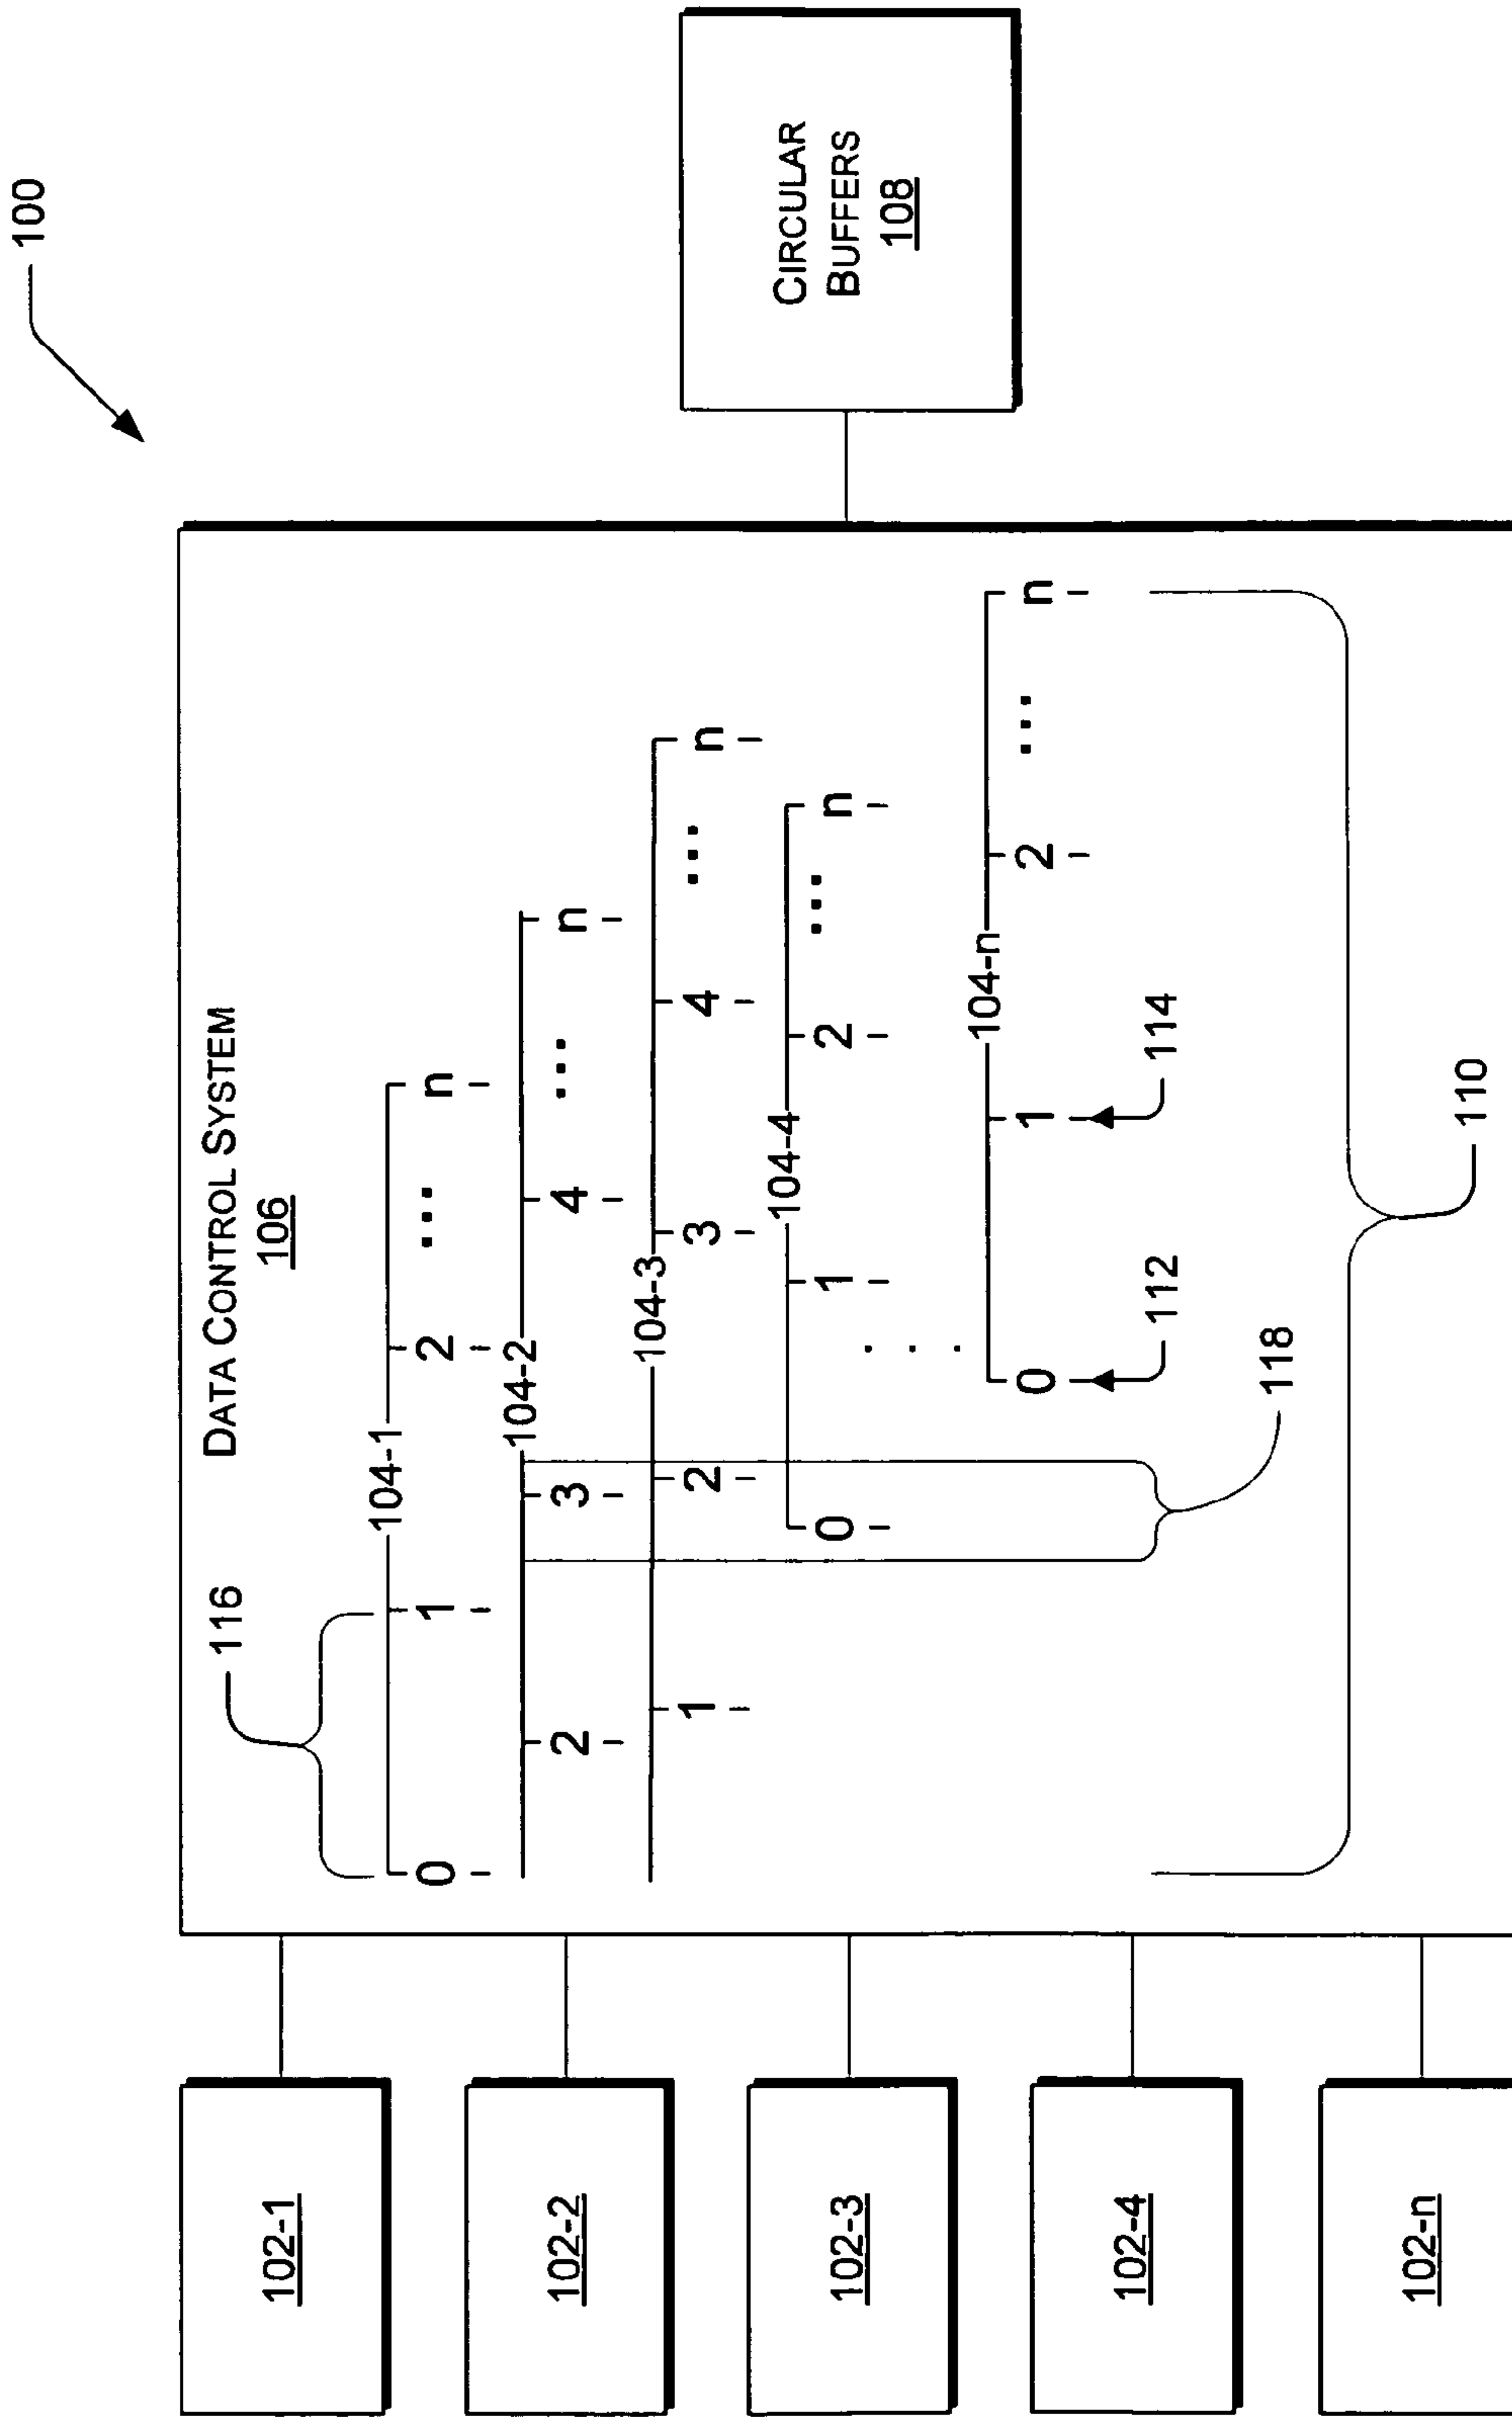 100
DATA CONTROL SYSTEM
106
CIRCULAR
BUFFERS
108
116
104-1
0 1 2 ... n
104-2
2 3 4 ... n
104-3
1 2 3 4 ... n
104-4
0 1 2 ... n
. . .
104-n
0 1 2 ... n
112
114
118
110
102-1
102-2
102-3
102-4
102-n